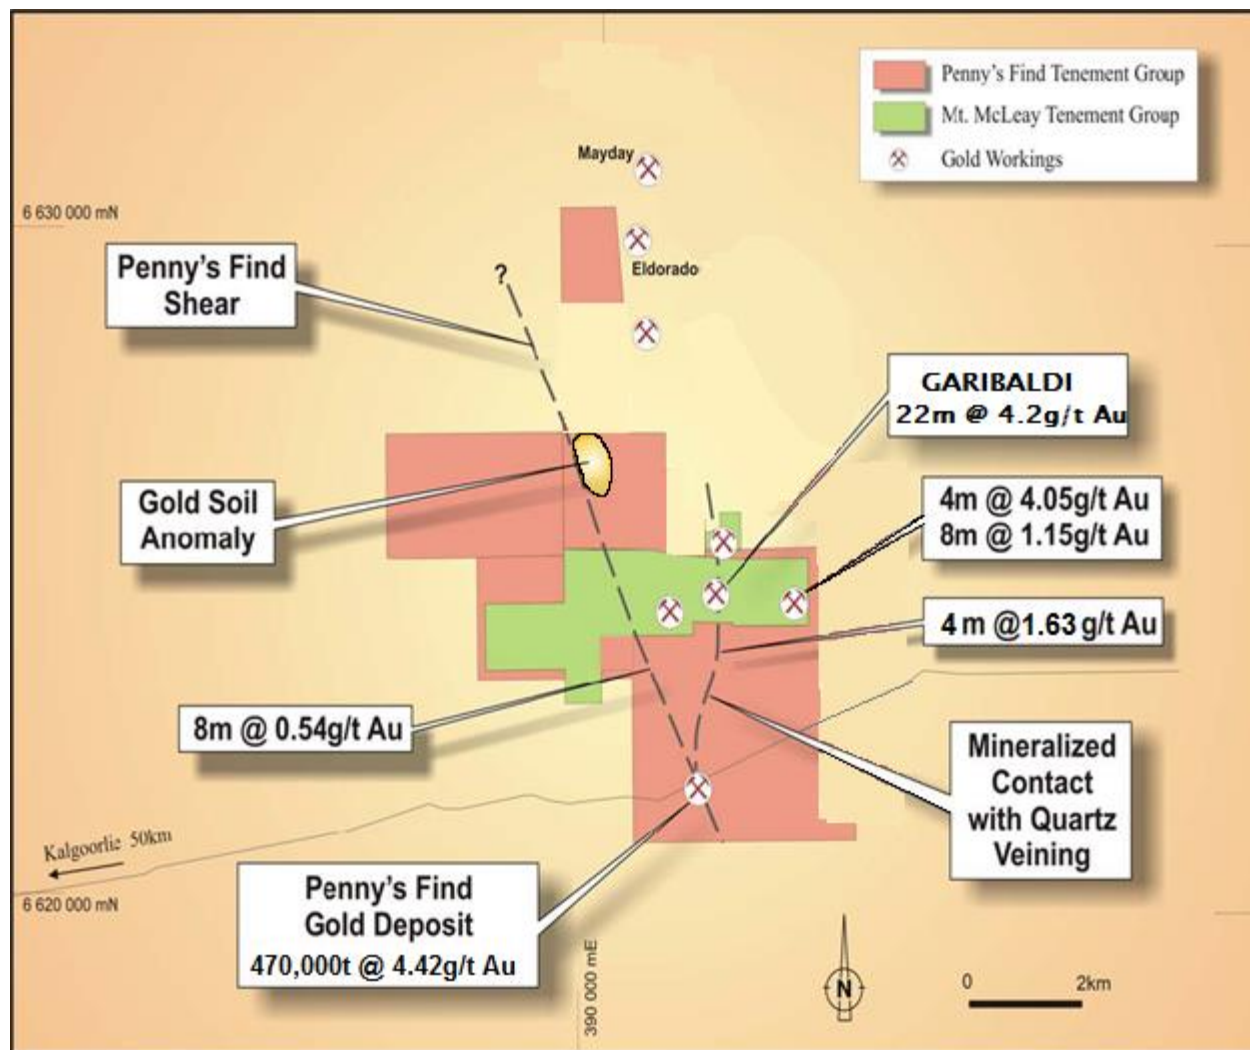 Penny's Find Tenement Group
Mt. McLeay Tenement Group
Gold Workings
Mayday
6 630 000 mN
Penny's Find
Shear
?
Eldorado
GARIBALDI
22m @ 4.2g/t Au
Gold Soil
Anomaly
4m @ 4.05g/t Au
8m @ 1.15g/t Au
4 m @1.63 g/t Au
8m @ 0.54g/t Au
Mineralized
Contact
with Quartz
Veining
Kalgoorlie 50km
Penny's Find
Gold Deposit
470,000t @ 4.42g/t Au
6 620 000 mN
390 000 mE
N
0
2km